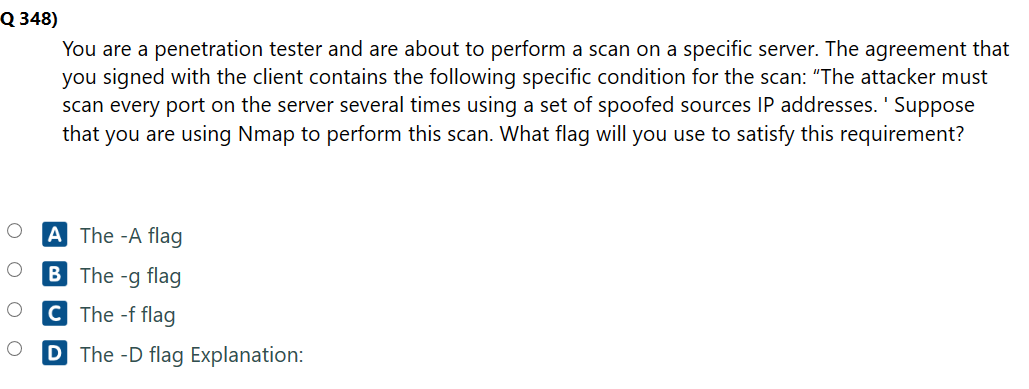 Q 348)
You are a penetration tester and are about to perform a scan on a specific server. The agreement that
you signed with the client contains the following specific condition for the scan: “The attacker must
scan every port on the server several times using a set of spoofed sources IP addresses. ' Suppose
that you are using Nmap to perform this scan. What flag will you use to satisfy this requirement?
A The -A flag
B The -g flag
C The -f flag
D The -D flag Explanation: